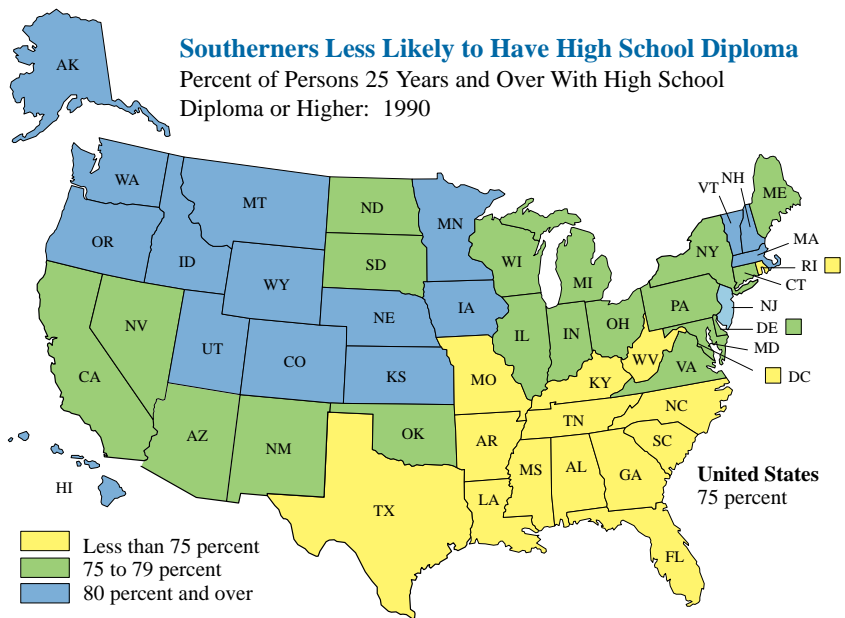 Southerners Less Likely to Have High School Diploma
Percent of Persons 25 Years and Over With High School
Diploma or Higher: 1990
AK
WA
MT
ND
MN
VT
NH
ME
OR
ID
WY
SD
WI
MI
NY
MA
RI
CT
NV
UT
CO
NE
IA
IL
IN
OH
PA
NJ
DE
MD
DC
CA
KS
MO
KY
WV
VA
AZ
NM
OK
AR
TN
NC
SC
MS
AL
GA
HI
TX
LA
FL
United States
75 percent
Less than 75 percent
75 to 79 percent
80 percent and over